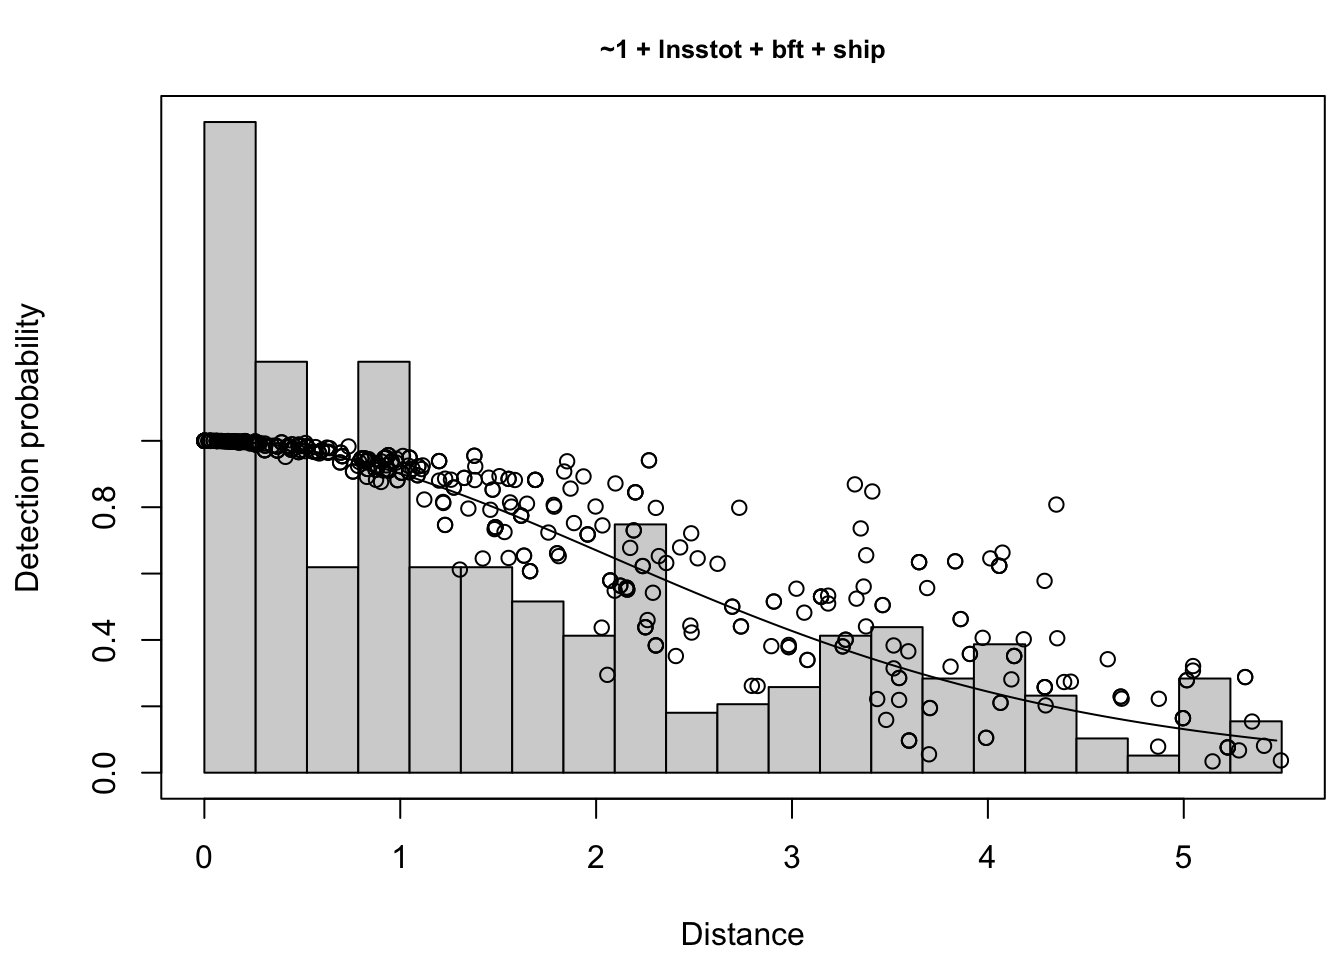 ~1 + lnsstot + bft + ship
Detection probability
0.8
0.4
0.0
0 1 2 3 4 5
Distance